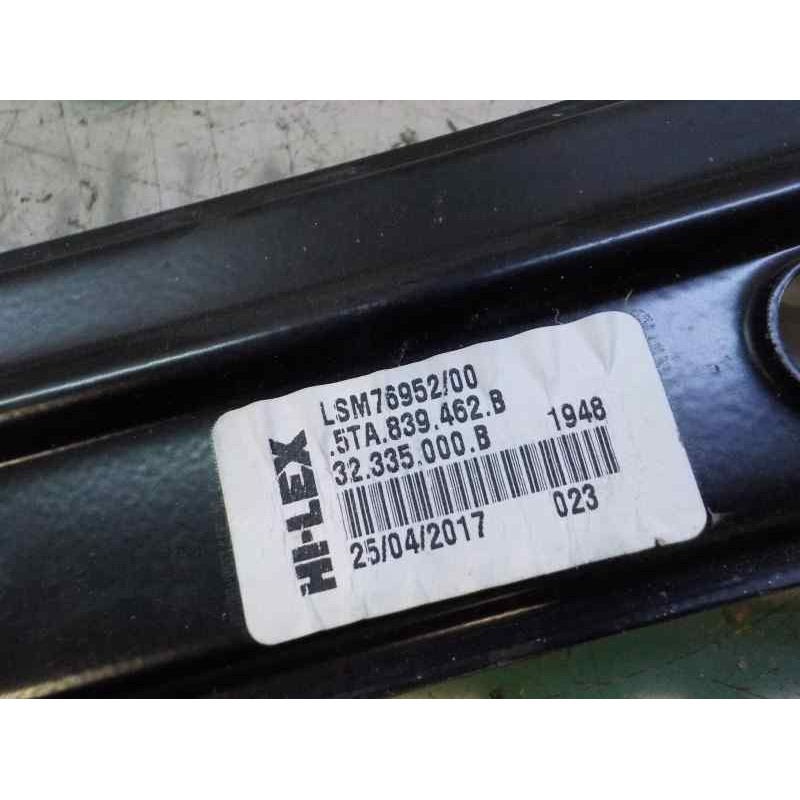 HI-LEX
LSM76952/00
.5TA.839.462.B
32.335.000.B 1948
25/04/2017 023